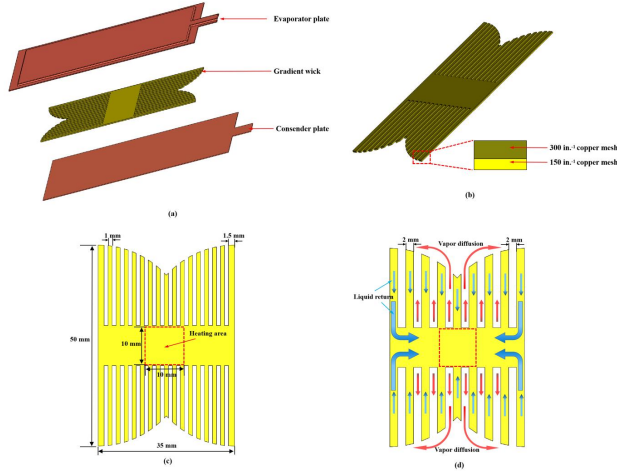 Evaporator plate
Gradient wick
Consender plate
(a)
300 in.⁻¹ copper mesh
150 in.⁻¹ copper mesh
(b)
1 mm
1.5 mm
50 mm
10 mm
Heating area
10 mm
35 mm
(c)
2 mm
Vapor diffusion
2 mm
Liquid return
Vapor diffusion
(d)